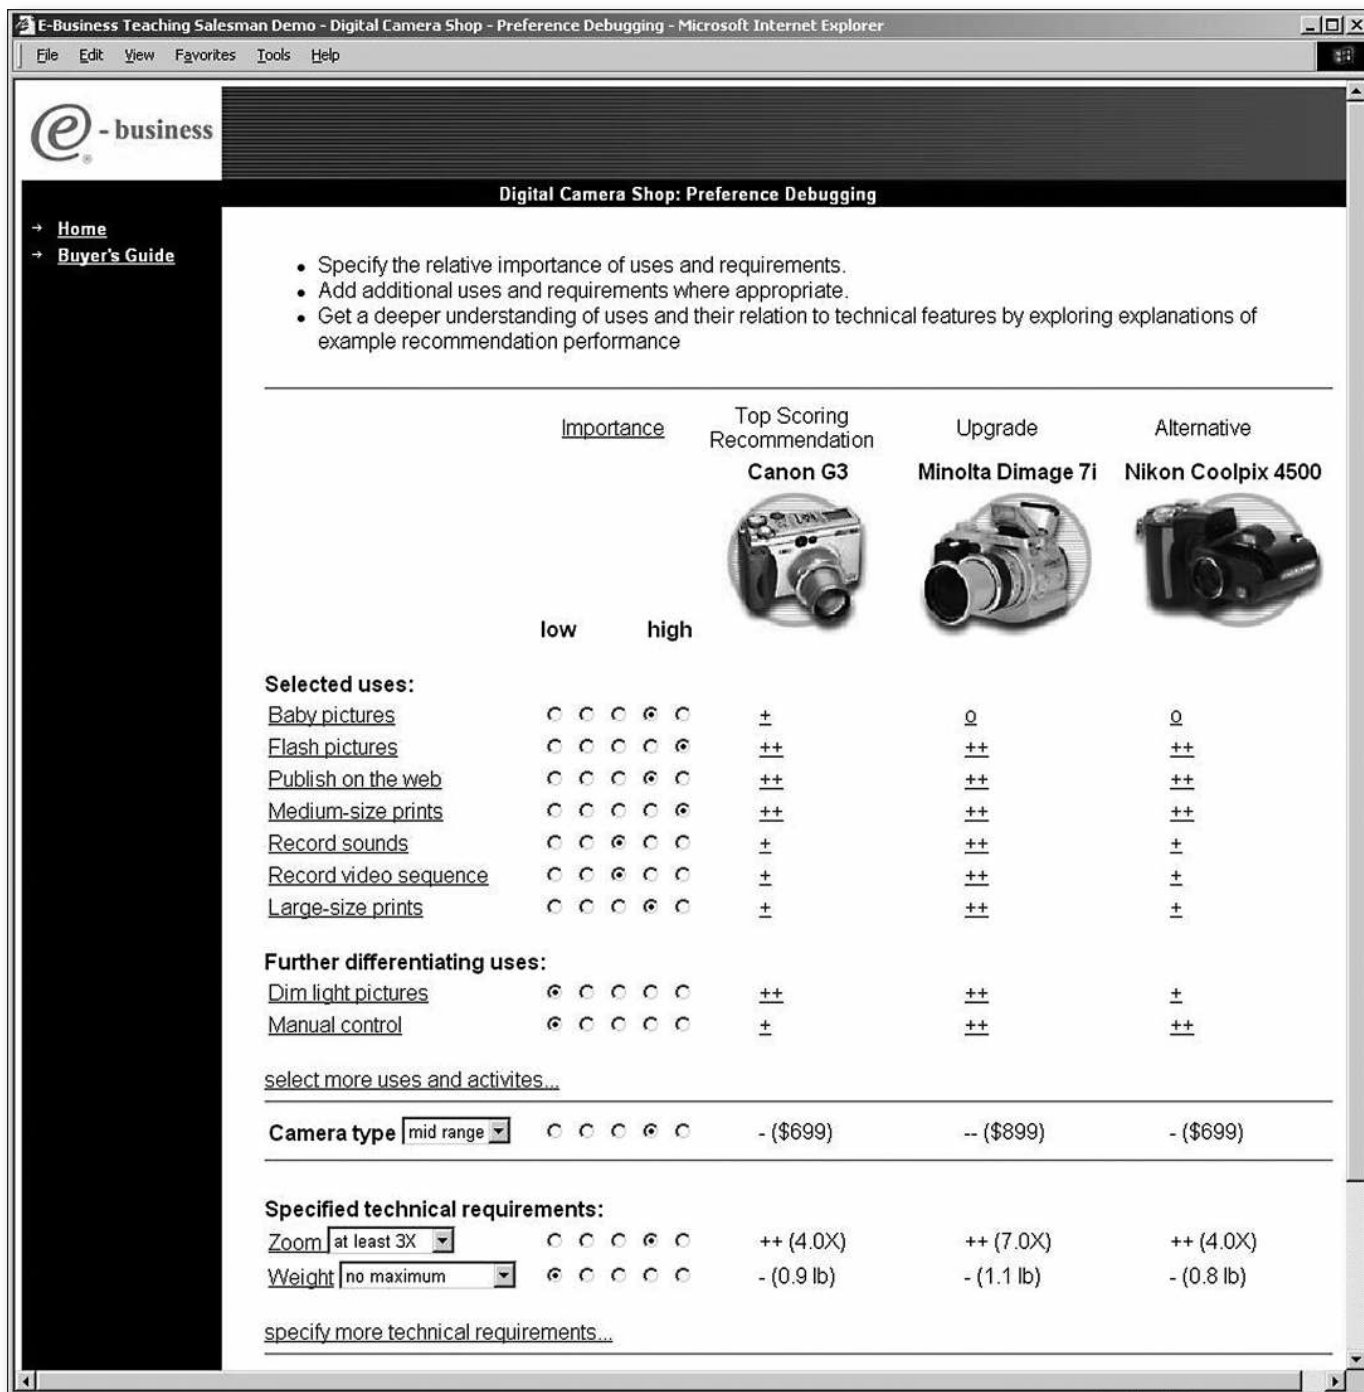 E-Business Teaching Salesman Demo - Digital Camera Shop - Preference Debugging - Microsoft Internet Explorer
File Edit View Favorites Tools Help
e - business
®
Digital Camera Shop: Preference Debugging
→ Home
→ Buyer's Guide
• Specify the relative importance of uses and requirements.
• Add additional uses and requirements where appropriate.
• Get a deeper understanding of uses and their relation to technical features by exploring explanations of
example recommendation performance
Importance
Top Scoring
Recommendation
Upgrade
Alternative
Canon G3 Minolta Dimage 7i Nikon Coolpix 4500
low high
Selected uses:
Baby pictures + o o
Flash pictures ++ ++ ++
Publish on the web ++ ++ ++
Medium-size prints ++ ++ ++
Record sounds + ++ +
Record video sequence + ++ +
Large-size prints + ++ +
Further differentiating uses:
Dim light pictures ++ ++ +
Manual control + ++ ++
select more uses and activites...
Camera type mid range - ($699) -- ($899) - ($699)
Specified technical requirements:
Zoom at least 3X ++ (4.0X) ++ (7.0X) ++ (4.0X)
Weight no maximum - (0.9 lb) - (1.1 lb) - (0.8 lb)
specify more technical requirements...